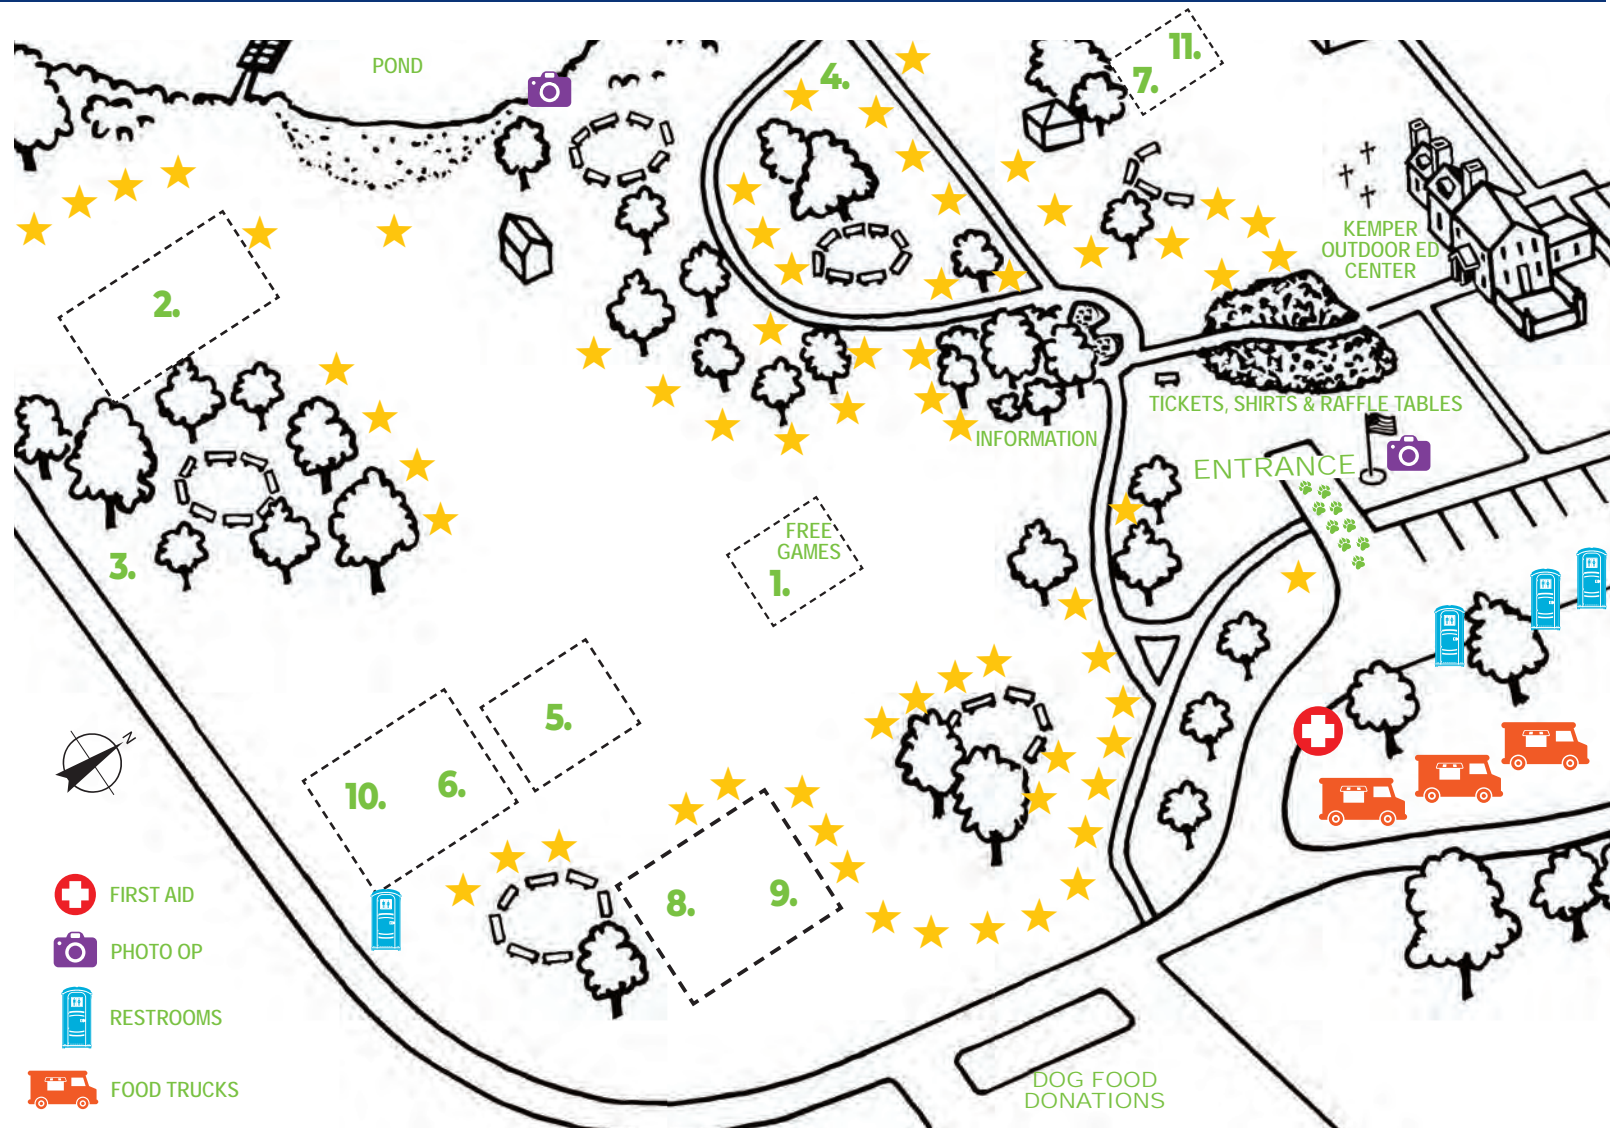 POND
4.
11.
7.
KEMPER
OUTDOOR ED
CENTER
2.
TICKETS, SHIRTS & RAFFLE TABLES
INFORMATION
ENTRANCE
FREE
GAMES
1.
3.
5.
10.
6.
8.
9.
N
FIRST AID
PHOTO OP
RESTROOMS
FOOD TRUCKS
DOG FOOD
DONATIONS